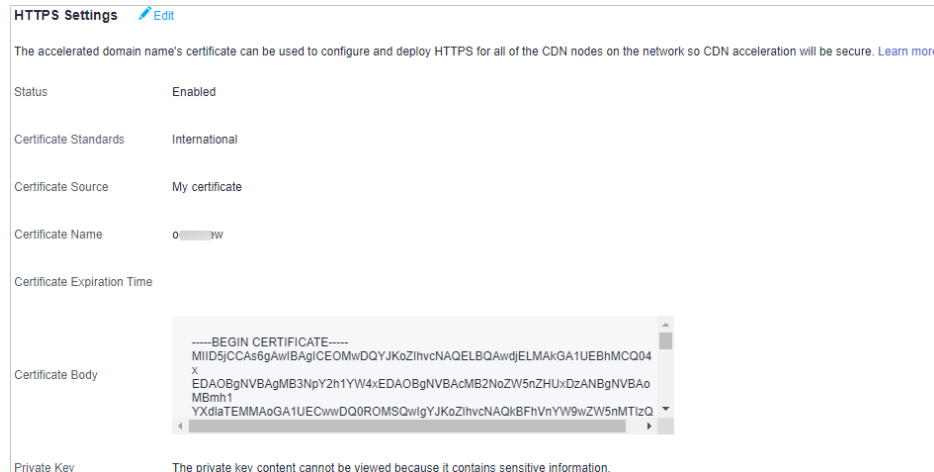 HTTPS Settings Edit
The accelerated domain name's certificate can be used to configure and deploy HTTPS for all of the CDN nodes on the network so CDN acceleration will be secure. Learn more
Status Enabled
Certificate Standards International
Certificate Source My certificate
Certificate Name o ew
Certificate Expiration Time
Certificate Body
-----BEGIN CERTIFICATE-----
MIID5jCCAs6gAwIBAgICEOMwDQYJKoZIhvcNAQELBQAwdjELMAkGA1UEBhMCQ04
x
EDAOBgNVBAgMB3NpY2h1YW4xEDAOBgNVBAcMB2NoZW5nZHUxDzANBgNVBAo
MBmh1
YXdlaTEMMAoGA1UECwwDQ0ROMSQwIgYJKoZIhvcNAQkBFhVnYW9wZW5nMTIzQ
Private Key The private key content cannot be viewed because it contains sensitive information.